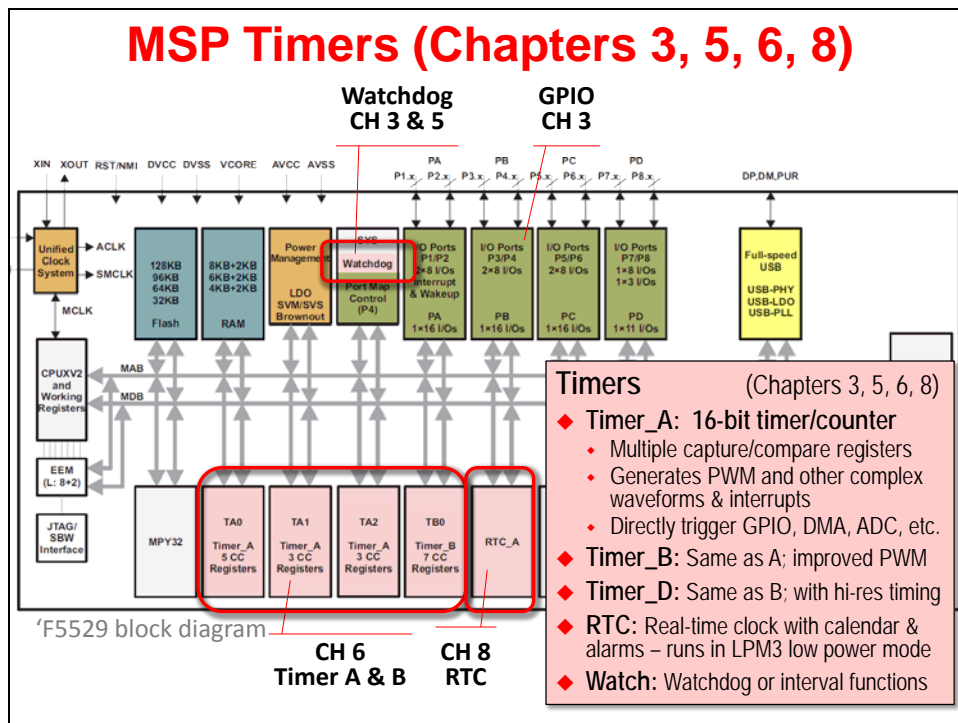 MSP Timers (Chapters 3, 5, 6, 8)
Watchdog
CH 3 & 5
GPIO
CH 3
XIN
XOUT
RST/NMI
DVCC
DVSS
VCORE
AVCC
AVSS
PA
P1.x
P2.x
PB
P3.x
P4.x
PC
P5.x
P6.x
PD
P7.x
P8.x
DP,DM,PUR
Unified
Clock
System
ACLK
SMCLK
MCLK
128KB
96KB
64KB
32KB
Flash
8KB+2KB
6KB+2KB
4KB+2KB
RAM
Power
Management
LDO
SVM/SVS
Brownout
SYS
Watchdog
Port Map
Control
(P4)
I/O Ports
P1/P2
2×8 I/Os
Interrupt
& Wakeup
PA
1×16 I/Os
I/O Ports
P3/P4
2×8 I/Os
PB
1×16 I/Os
I/O Ports
P5/P6
2×8 I/Os
PC
1×16 I/Os
I/O Ports
P7/P8
1×8 I/Os
1×3 I/Os
PD
1×11 I/Os
Full-speed
USB
USB-PHY
USB-LDO
USB-PLL
CPUXV2
and
Working
Registers
MAB
MDB
EEM
(L: 8+2)
JTAG/
SBW
Interface
MPY32
TA0
Timer_A
5 CC
Registers
TA1
Timer_A
3 CC
Registers
TA2
Timer_A
3 CC
Registers
TB0
Timer_B
7 CC
Registers
RTC_A
Timers (Chapters 3, 5, 6, 8)
Timer_A: 16-bit timer/counter
Multiple capture/compare registers
Generates PWM and other complex
waveforms & interrupts
Directly trigger GPIO, DMA, ADC, etc.
Timer_B: Same as A; improved PWM
Timer_D: Same as B; with hi-res timing
RTC: Real-time clock with calendar &
alarms – runs in LPM3 low power mode
Watch: Watchdog or interval functions
‘F5529 block diagram
CH 6
Timer A & B
CH 8
RTC